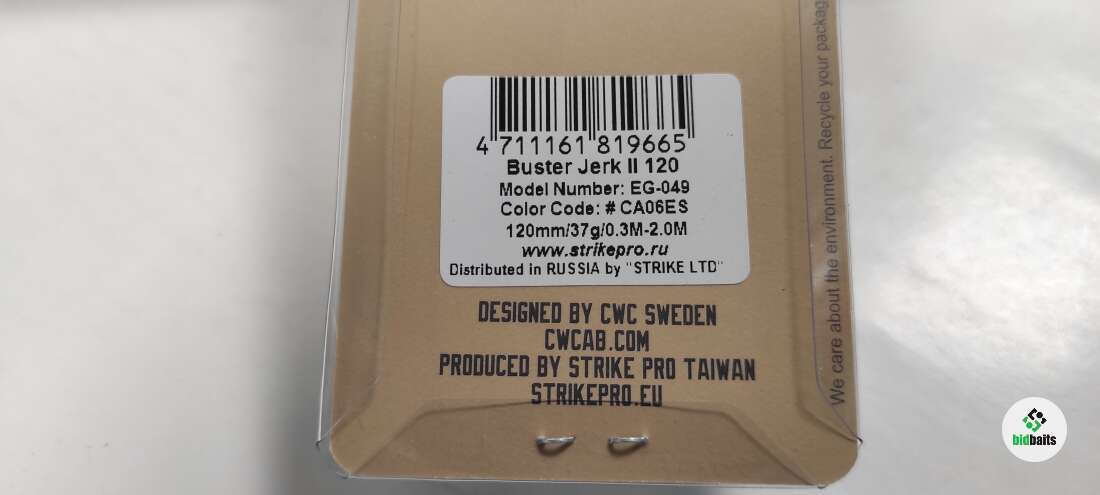 4 711161 819665
Buster Jerk II 120
Model Number: EG-049
Color Code: # CA06ES
120mm/37g/0.3M-2.0M
www.strikepro.ru
Distributed in RUSSIA by "STRIKE LTD"
DESIGNED BY CWC SWEDEN
CWCAB.COM
PRODUCED BY STRIKE PRO TAIWAN
STRIKEPRO.EU
We care about the environment. Recycle your
bidbaits